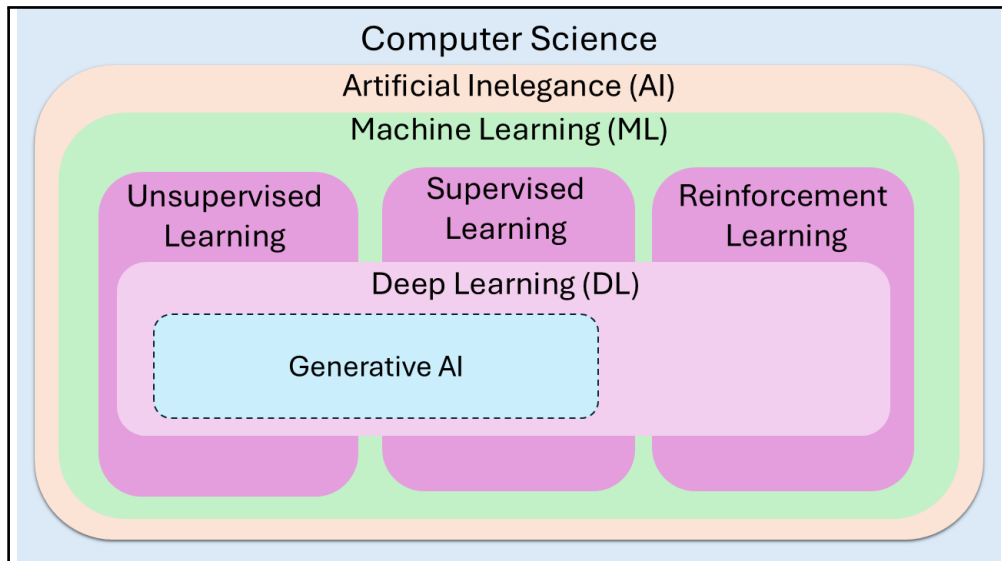 Computer Science
Artificial Inelegance (AI)
Machine Learning (ML)
Unsupervised
Learning
Supervised
Learning
Reinforcement
Learning
Deep Learning (DL)
Generative AI